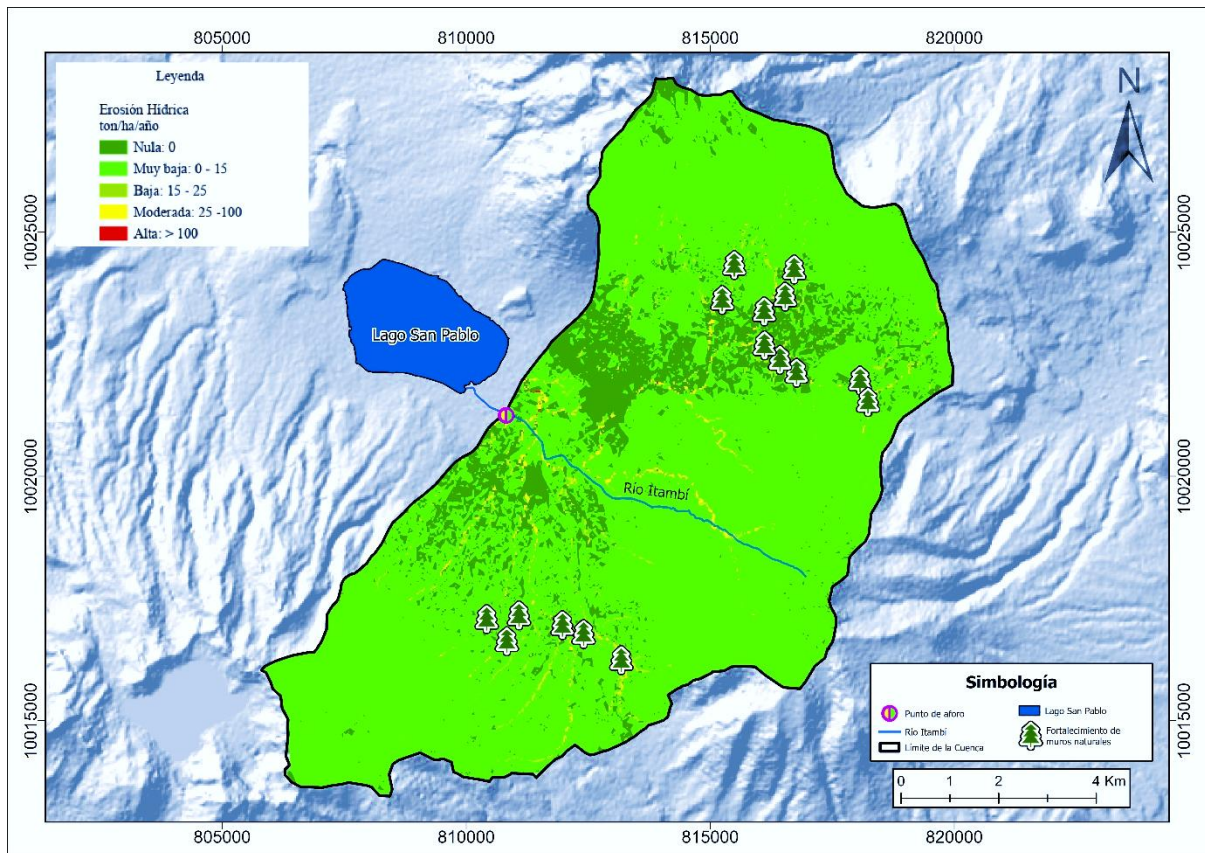 805000
810000
815000
820000
Leyenda
Erosión Hídrica
ton/ha/año
Nula: 0
Muy baja: 0 - 15
Baja: 15 - 25
Moderada: 25 -100
Alta: > 100
N
10025000
10025000
Lago San Pablo
10020000
10020000
Río Itambí
10015000
10015000
Simbología
Punto de aforo
Río Itambí
Límite de la Cuenca
Lago San Pablo
Fortalecimiento de
muros naturales
0 1 2 4 Km
805000
810000
815000
820000